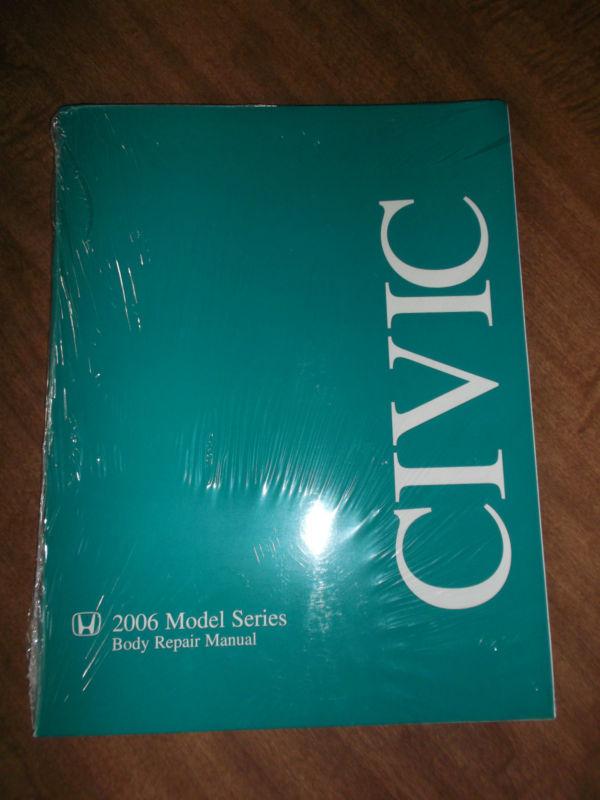 CIVIC
2006 Model Series
Body Repair Manual